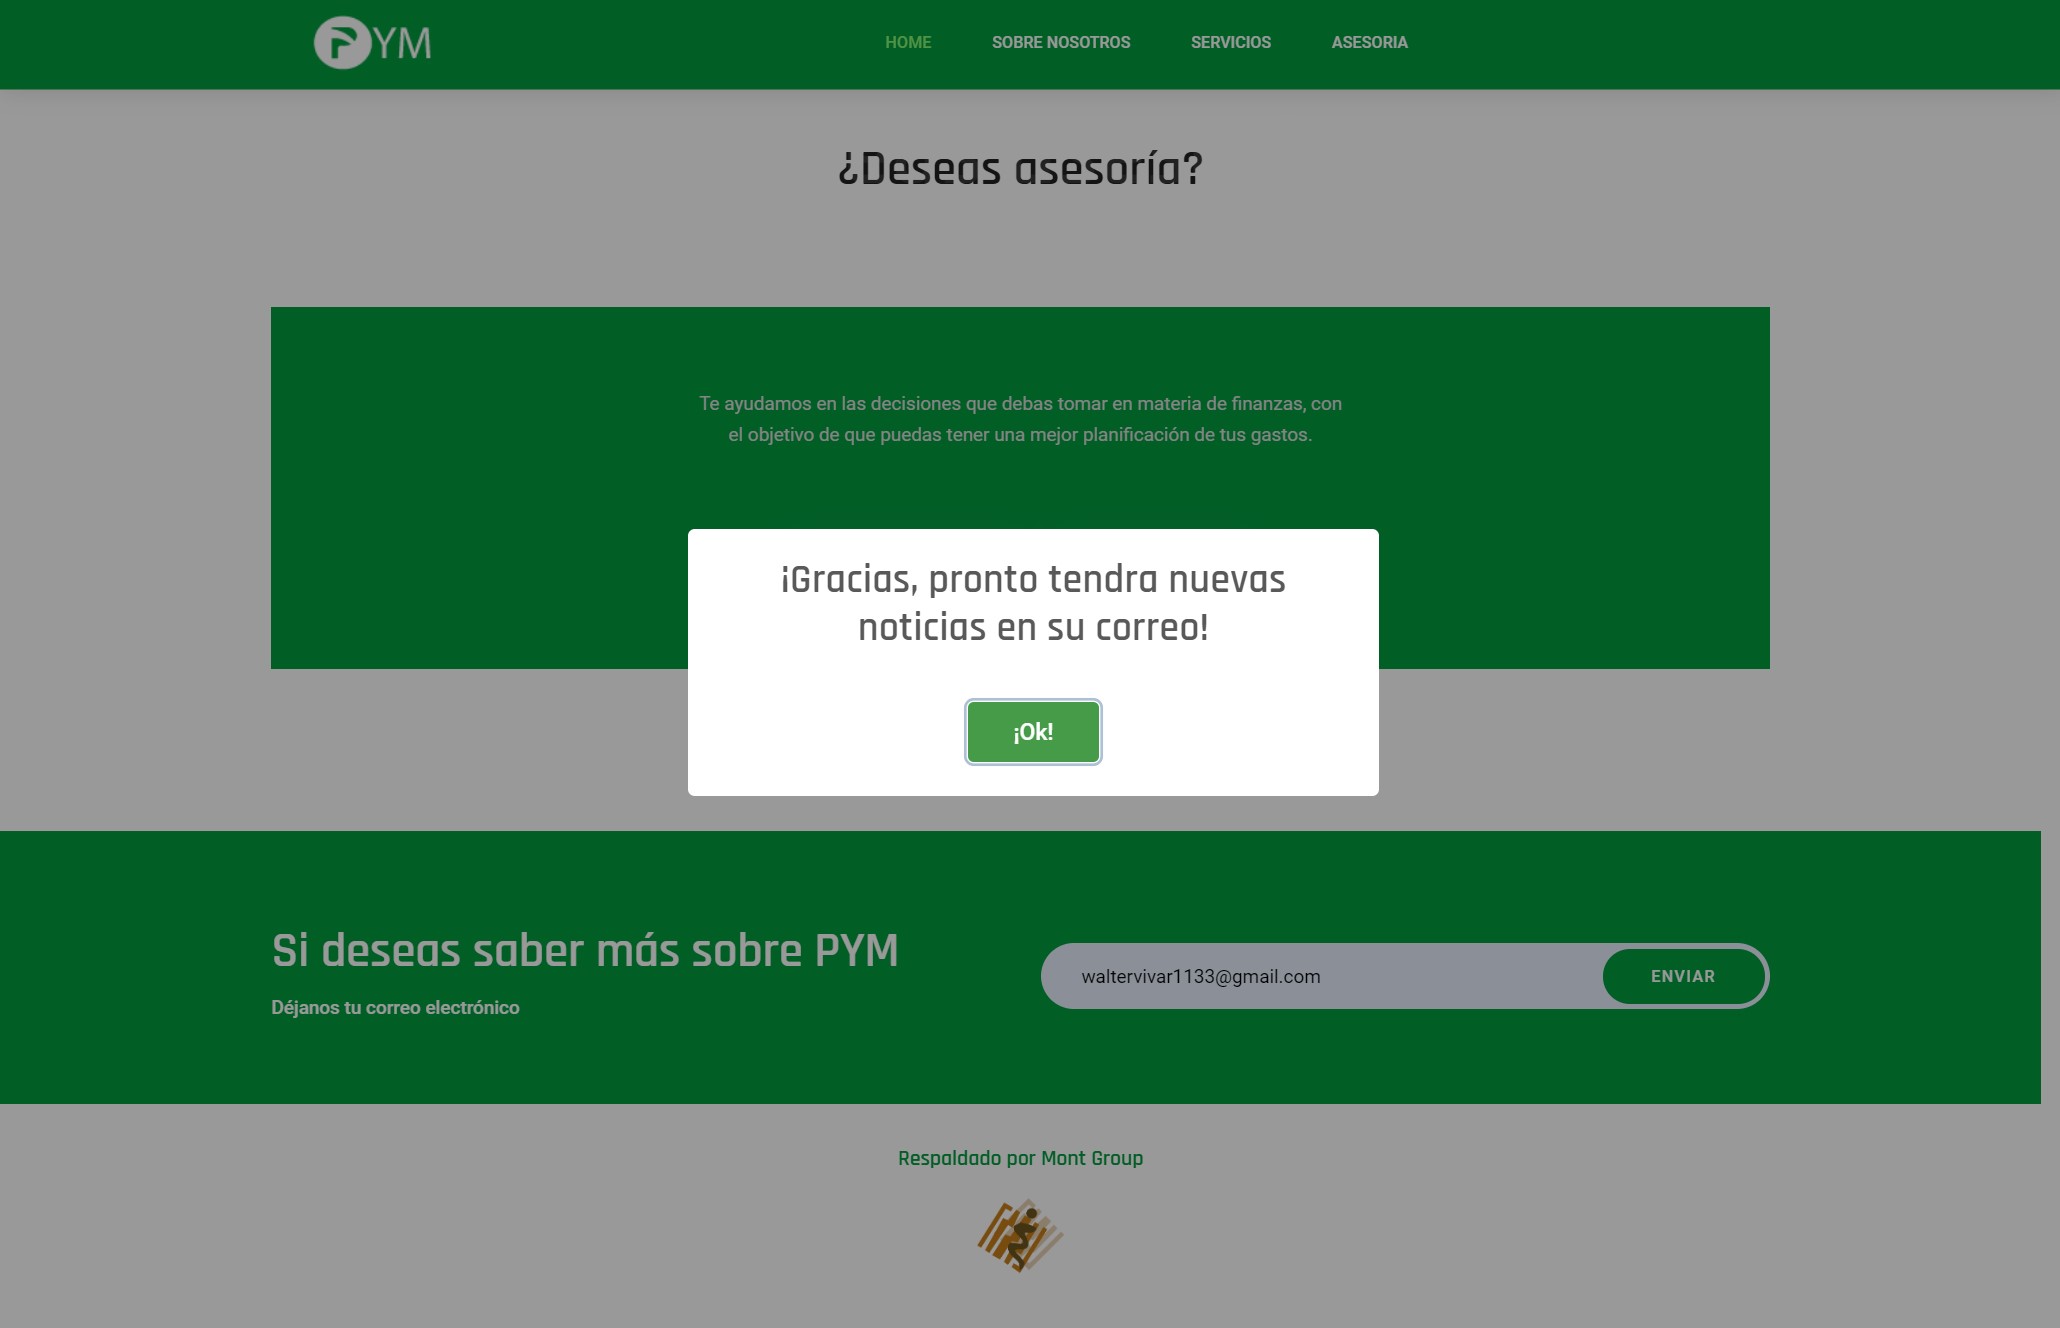 PYM
HOME
SOBRE NOSOTROS
SERVICIOS
ASESORIA
¿Deseas asesoría?
Te ayudamos en las decisiones que debas tomar en materia de finanzas, con
el objetivo de que puedas tener una mejor planificación de tus gastos.
¡Gracias, pronto tendra nuevas
noticias en su correo!
¡Ok!
Si deseas saber más sobre PYM
Déjanos tu correo electrónico
waltervivar1133@gmail.com
ENVIAR
Respaldado por Mont Group